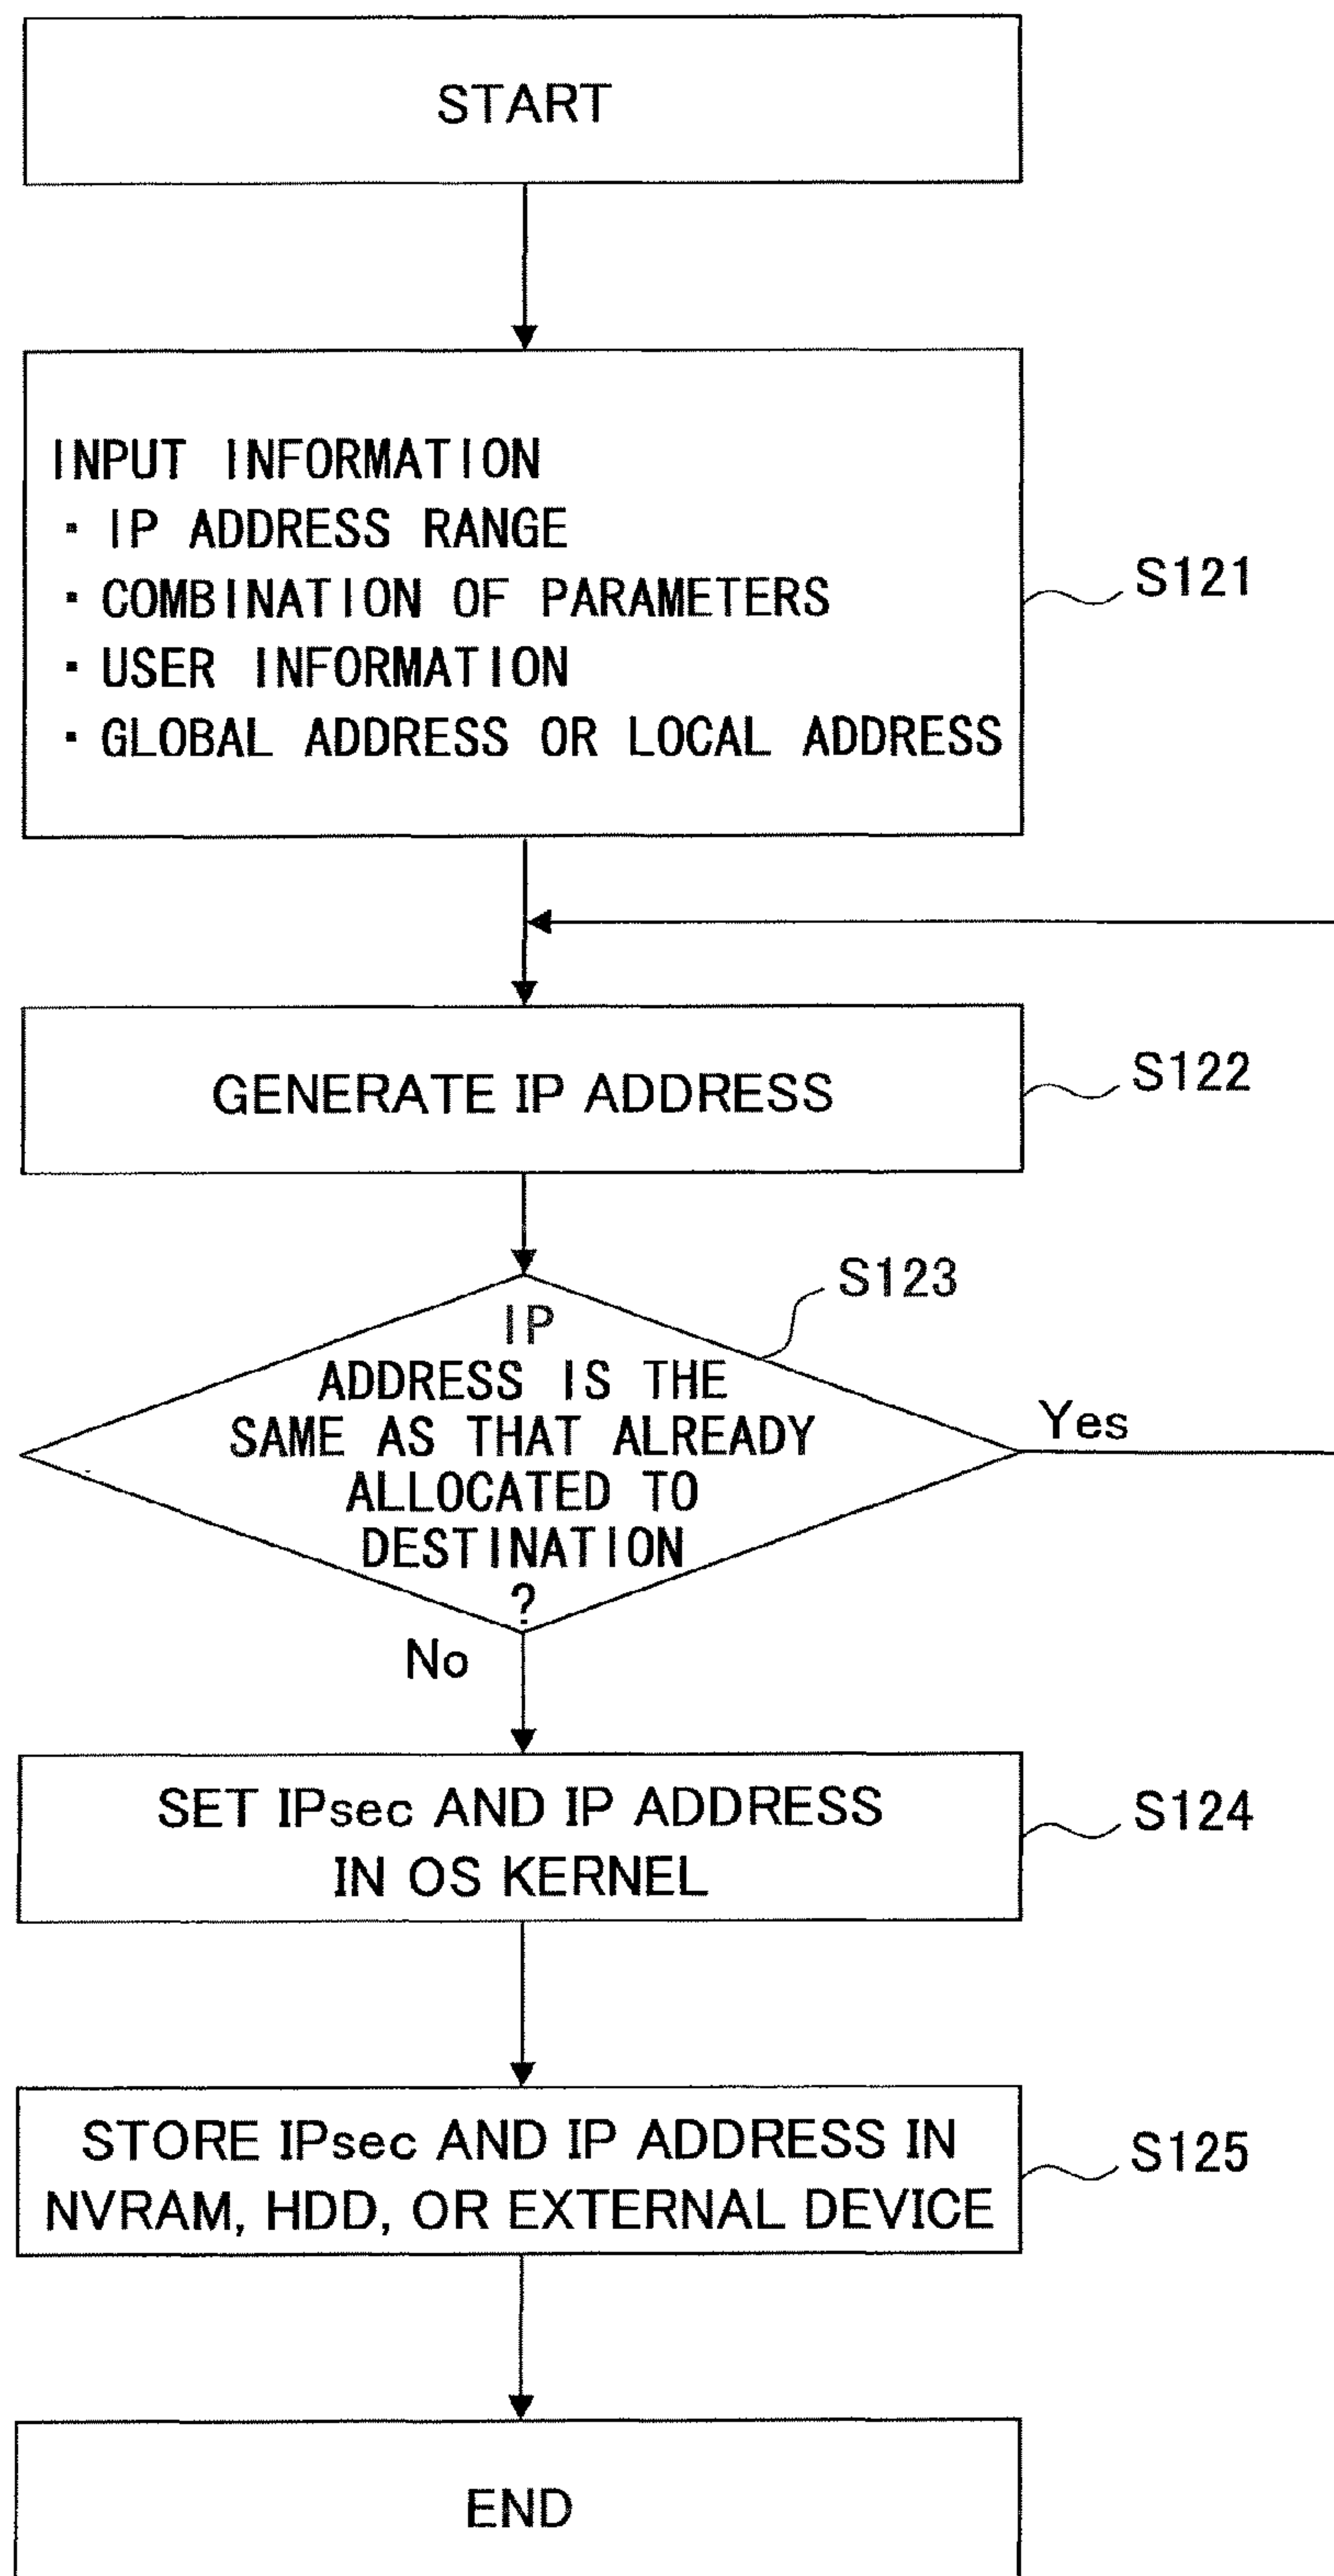 START
INPUT INFORMATION
・IP ADDRESS RANGE
・COMBINATION OF PARAMETERS
・USER INFORMATION
・GLOBAL ADDRESS OR LOCAL ADDRESS
S121
GENERATE IP ADDRESS
S122
S123
IP
ADDRESS IS THE
SAME AS THAT ALREADY
ALLOCATED TO
DESTINATION
?
Yes
No
SET IPsec AND IP ADDRESS
IN OS KERNEL
S124
STORE IPsec AND IP ADDRESS IN
NVRAM, HDD, OR EXTERNAL DEVICE
S125
END